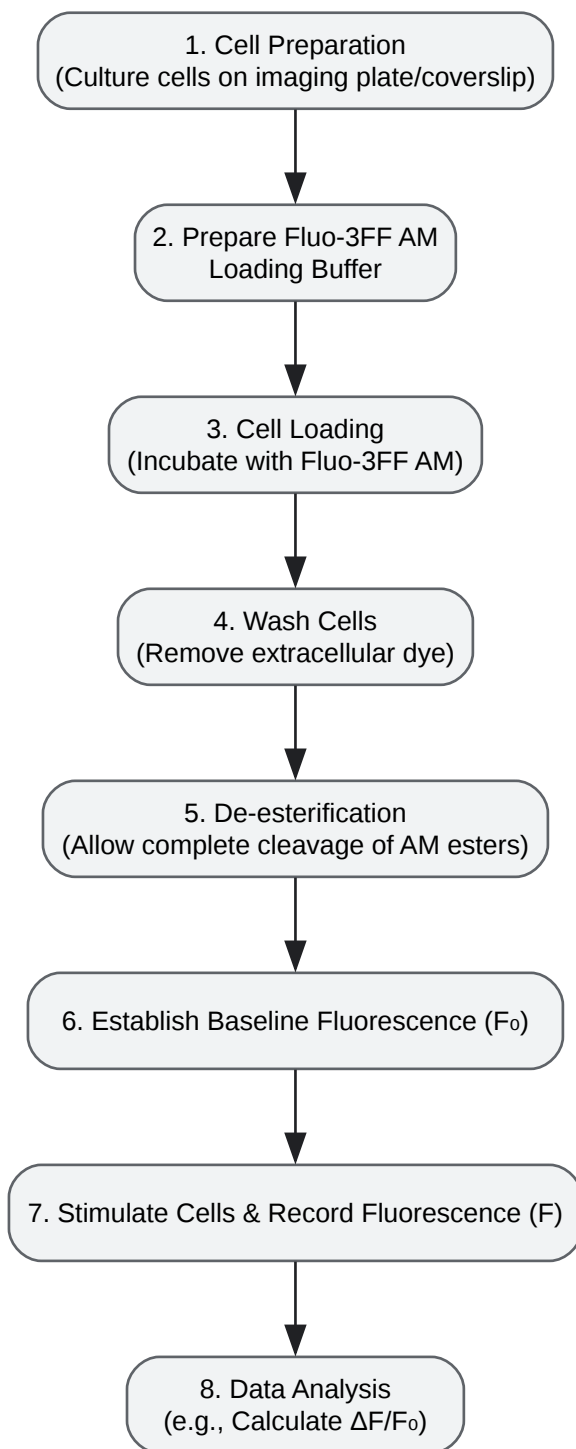 1. Cell Preparation
(Culture cells on imaging plate/coverslip)
2. Prepare Fluo-3FF AM
Loading Buffer
3. Cell Loading
(Incubate with Fluo-3FF AM)
4. Wash Cells
(Remove extracellular dye)
5. De-esterification
(Allow complete cleavage of AM esters)
6. Establish Baseline Fluorescence (F₀)
7. Stimulate Cells & Record Fluorescence (F)
8. Data Analysis
(e.g., Calculate ΔF/F₀)